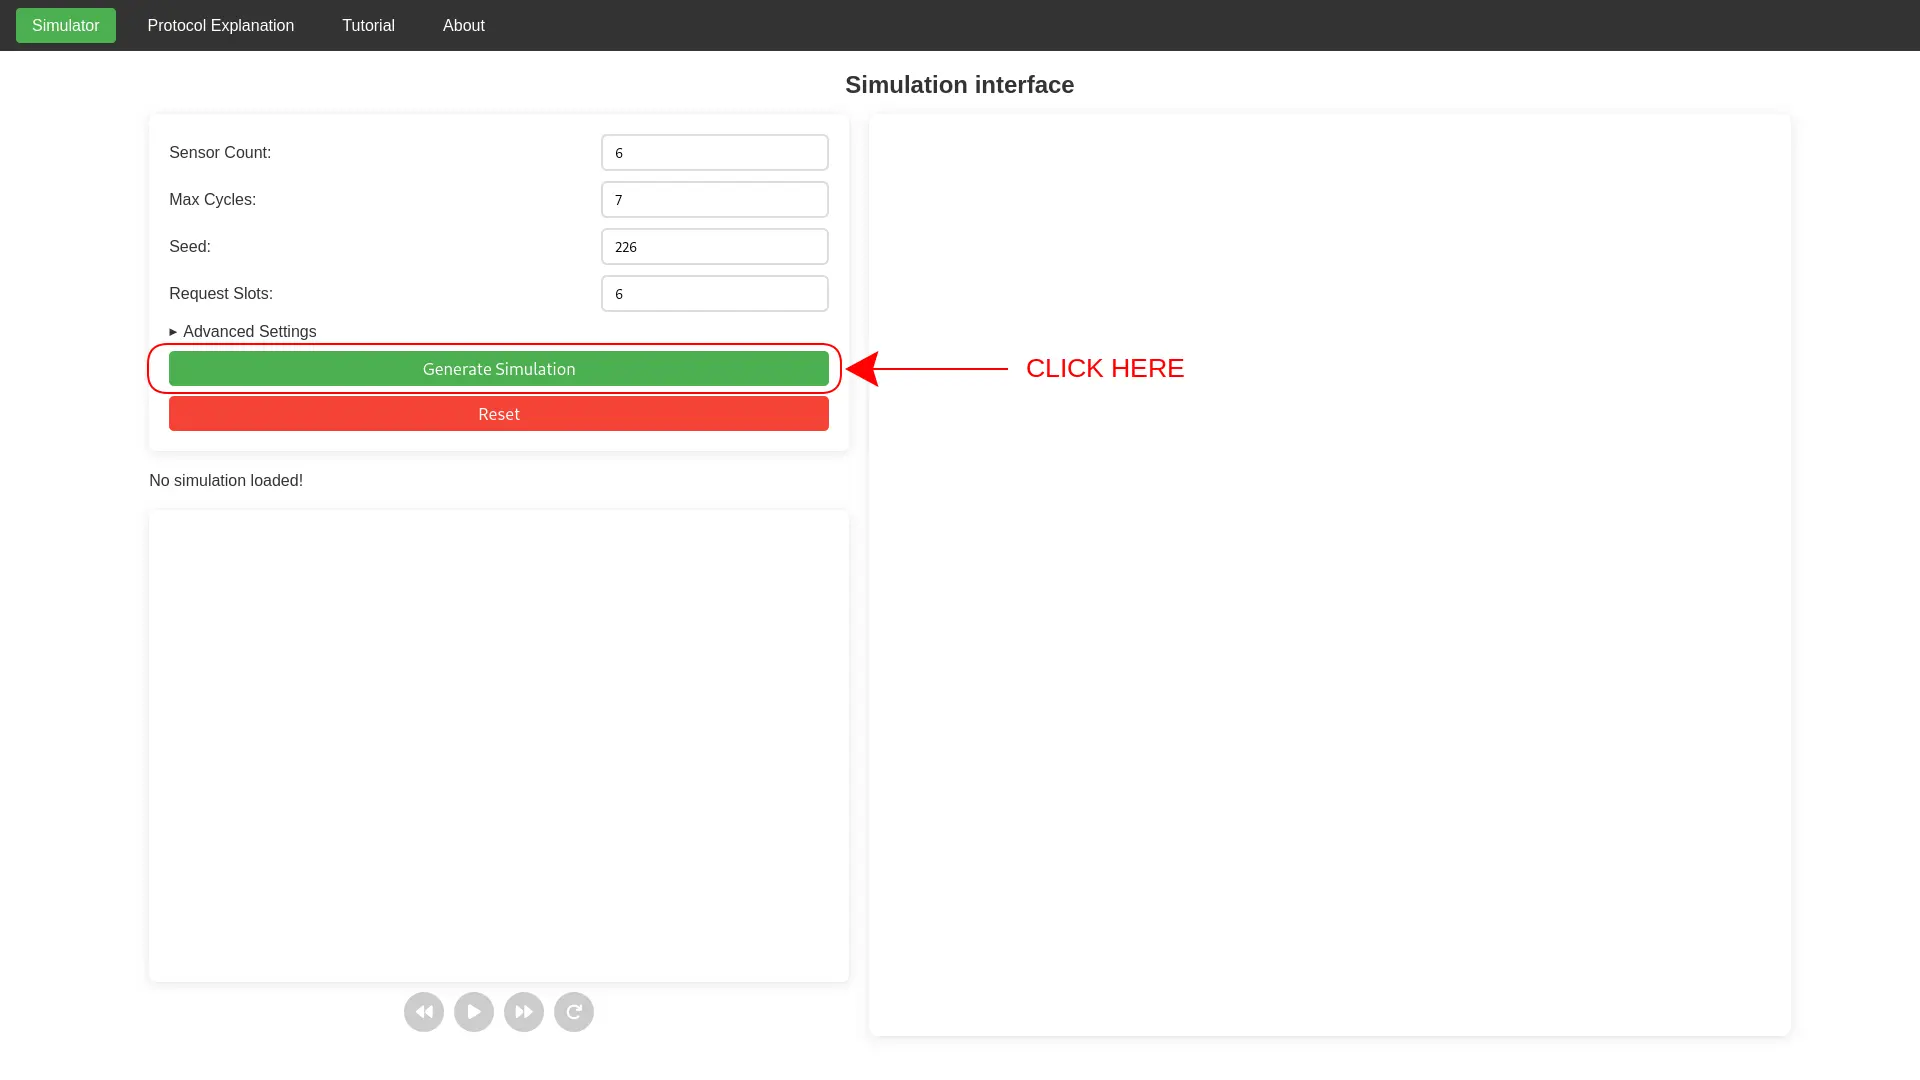 Simulator Protocol Explanation Tutorial About
Simulation interface
Sensor Count: 6
Max Cycles: 7
Seed: 226
Request Slots: 6
Advanced Settings
Generate Simulation CLICK HERE
Reset
No simulation loaded!